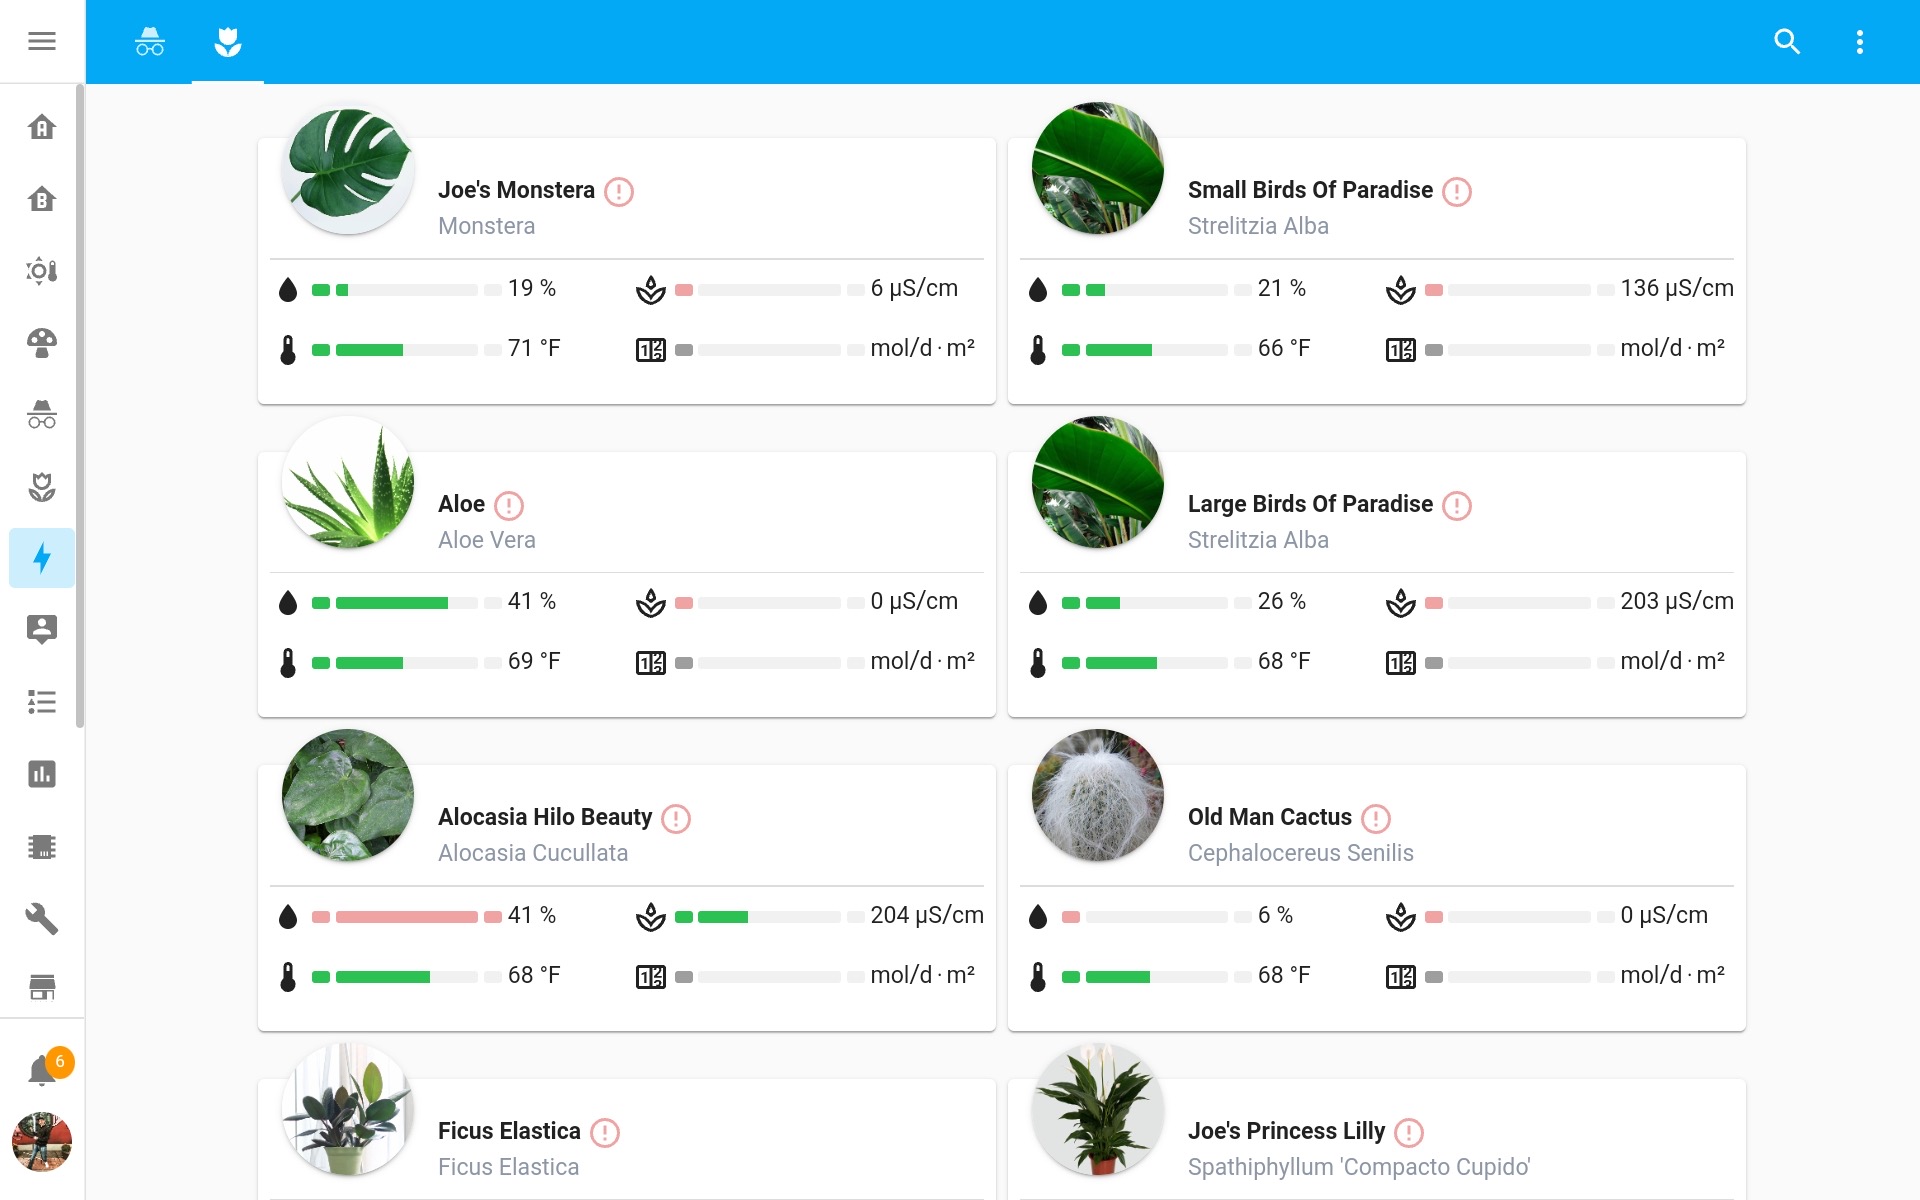 A
B
6
Joe's Monstera
Monstera
19 %
6 µS/cm
71 °F
mol/d·m²
Small Birds Of Paradise
Strelitzia Alba
21 %
136 µS/cm
66 °F
mol/d·m²
Aloe
Aloe Vera
41 %
0 µS/cm
69 °F
mol/d·m²
Large Birds Of Paradise
Strelitzia Alba
26 %
203 µS/cm
68 °F
mol/d·m²
Alocasia Hilo Beauty
Alocasia Cucullata
41 %
204 µS/cm
68 °F
mol/d·m²
Old Man Cactus
Cephalocereus Senilis
6 %
0 µS/cm
68 °F
mol/d·m²
Ficus Elastica
Ficus Elastica
Joe's Princess Lilly
Spathiphyllum 'Compacto Cupido'